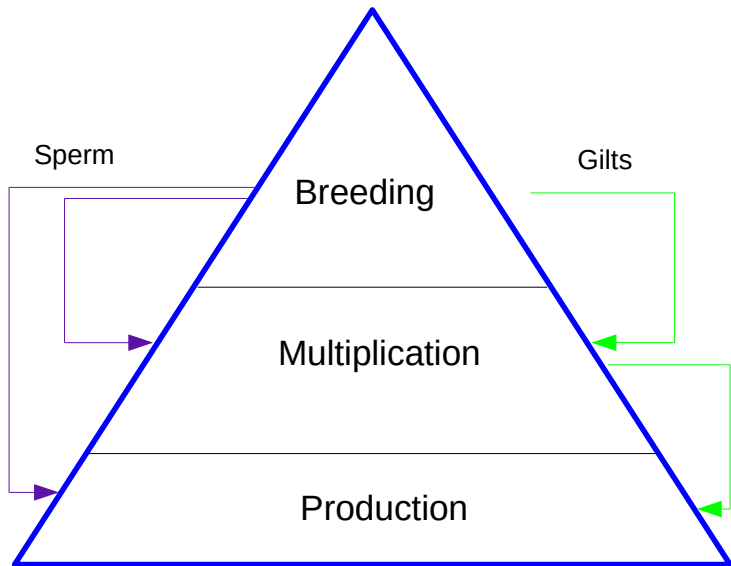 Sperm
Gilts
Breeding
Multiplication
Production